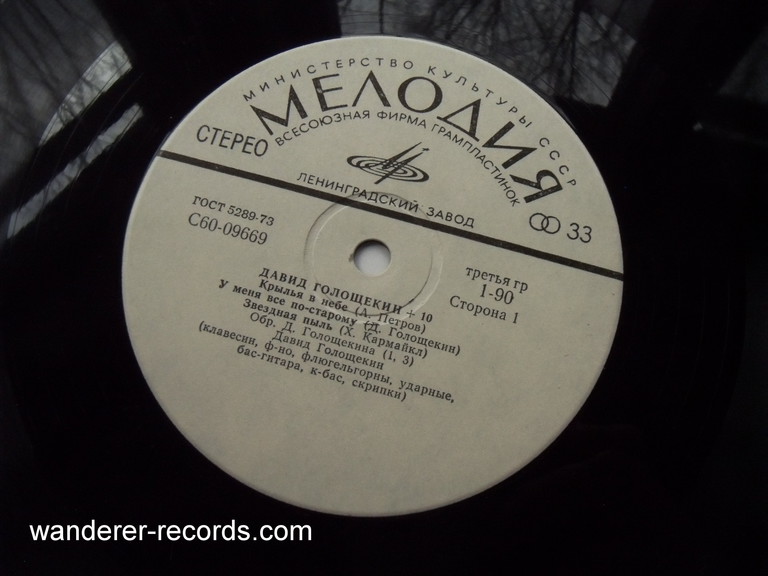 МИНИСТЕРСТВО КУЛЬТУРЫ СССР
МЕЛОДИЯ
ВСЕСОЮЗНАЯ ФИРМА ГРАМПЛАСТИНОК
СТЕРЕО
ЛЕНИНГРАДСКИЙ ЗАВОД
33
ГОСТ 5289-73
С60-09669
третья гр
1-90
Сторона 1
ДАВИД ГОЛОЩЕКИН + 10
Крылья в небе (А. Петров)
У меня все по-старому (Д. Голощекин)
Звездная пыль (Х. Кармайкл)
Обр. Д. Голощекина (1, 3)
Давид Голощекин
(клавесин, ф-но, флюгельгорны, ударные,
бас-гитара, к-бас, скрипки)
wanderer-records.com